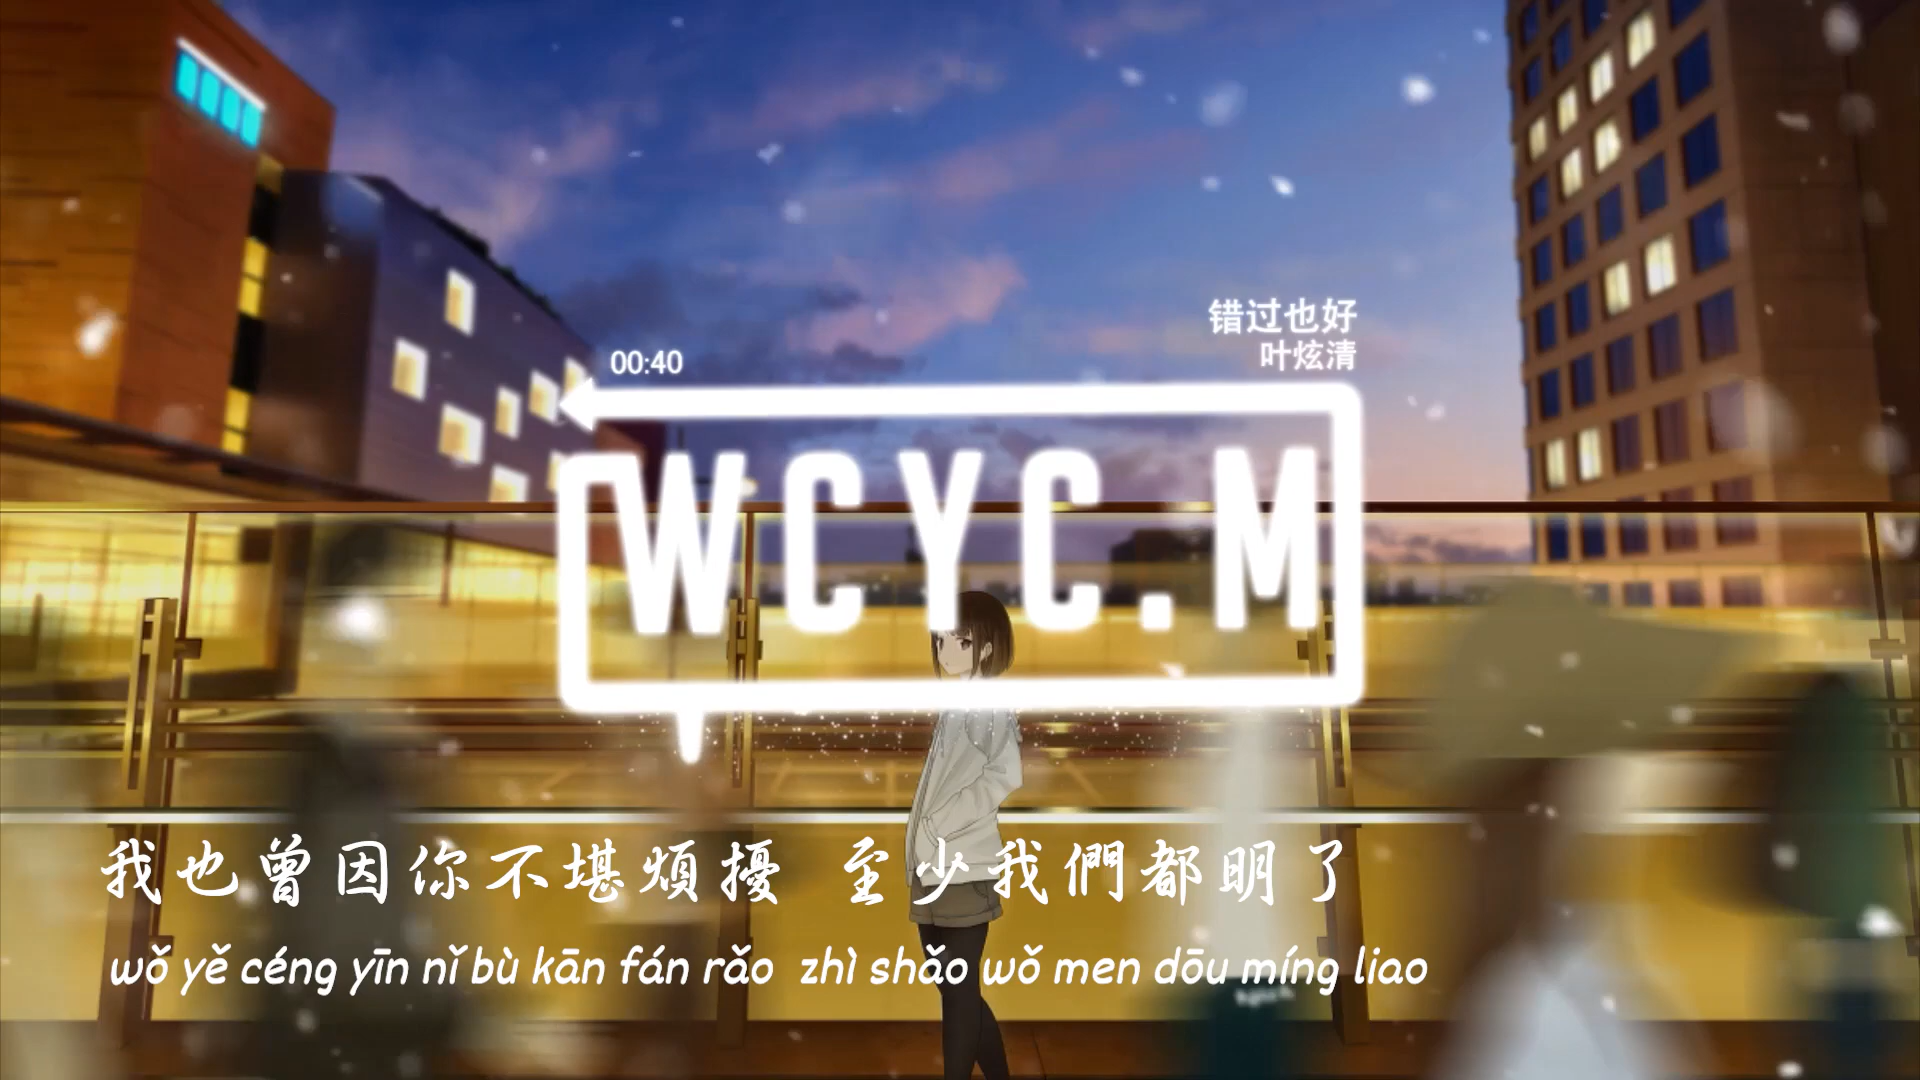 错过也好
叶炫清
00:40
WCYC.M
我也曾因你不堪煩擾 至少我們都明了
wǒ yě céng yīn nǐ bù kān fán rǎo zhì shǎo wǒ men dōu míng liao